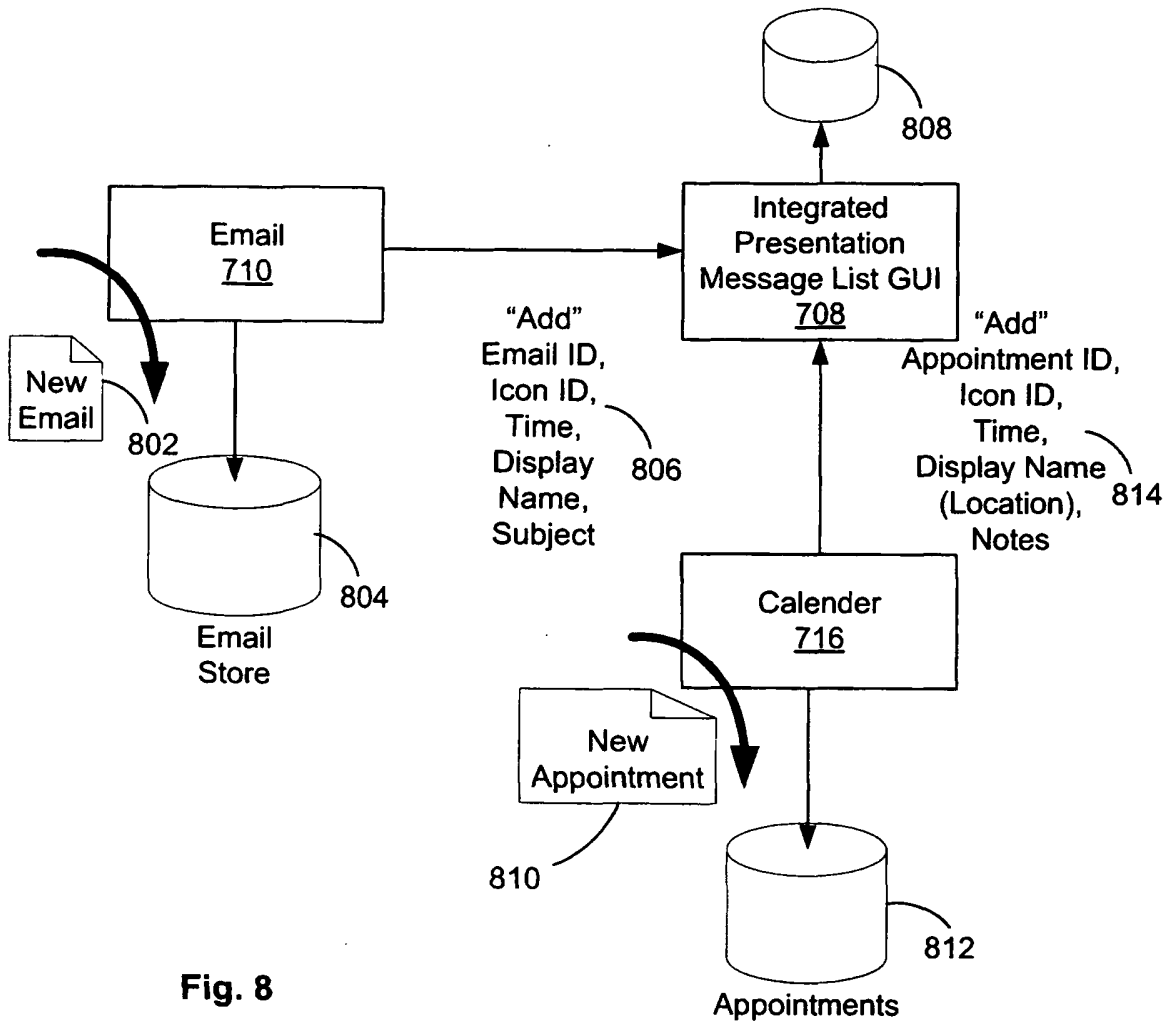 808
Email
710
Integrated
Presentation
Message List GUI
708
New
Email
802
“Add”
Email ID,
Icon ID,
Time,
Display
Name,
Subject
806
“Add”
Appointment ID,
Icon ID,
Time,
Display Name
(Location),
Notes
814
804
Email
Store
Calender
716
New
Appointment
810
812
Appointments
Fig. 8